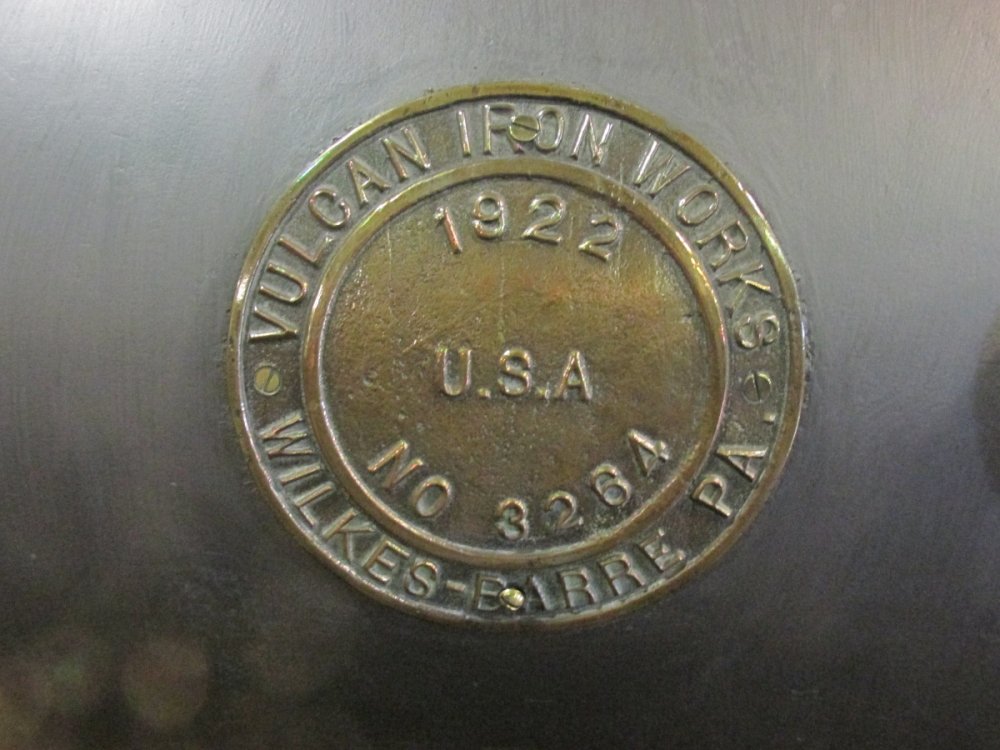 VULCAN IRON WORKS
1922
U.S.A
NO 3264
WILKES-BARRE PA.